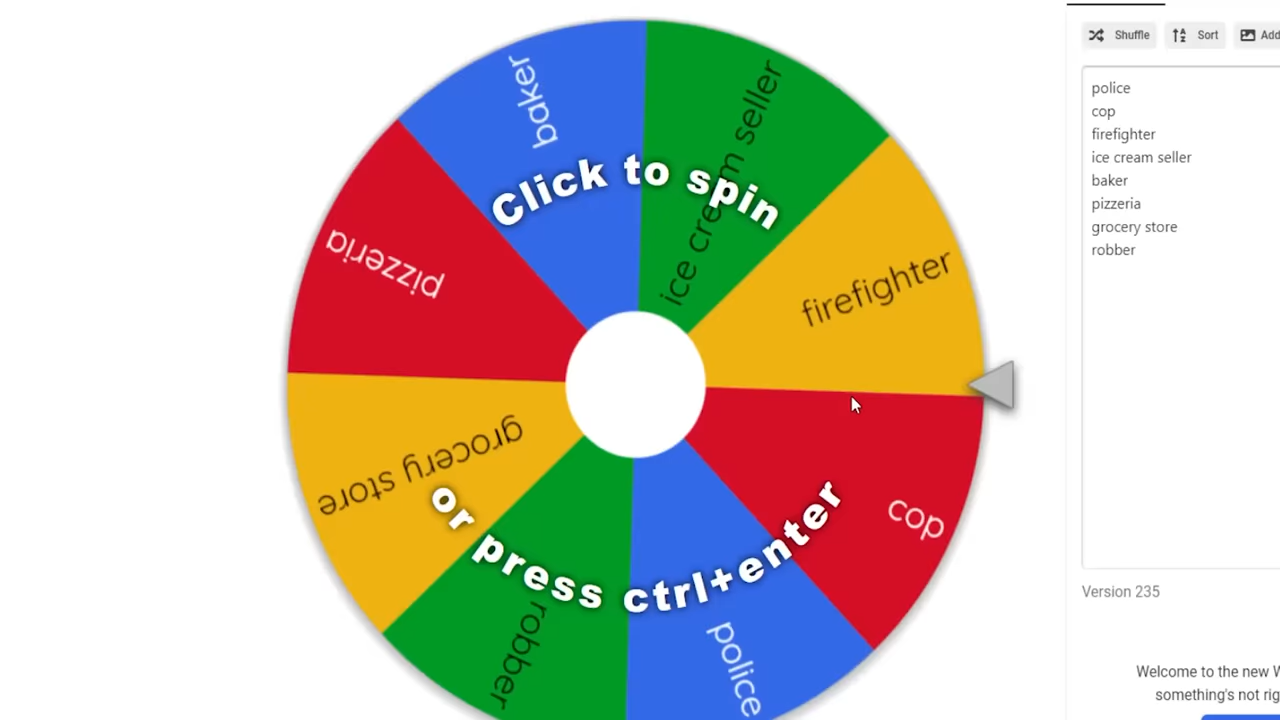 baker
ice cream seller
firefighter
cop
police
robber
grocery store
pizzeria
Click to spin
or press ctrl+enter
Shuffle
Sort
Add
police
cop
firefighter
ice cream seller
baker
pizzeria
grocery store
robber
Version 235
Welcome to the new
something's not